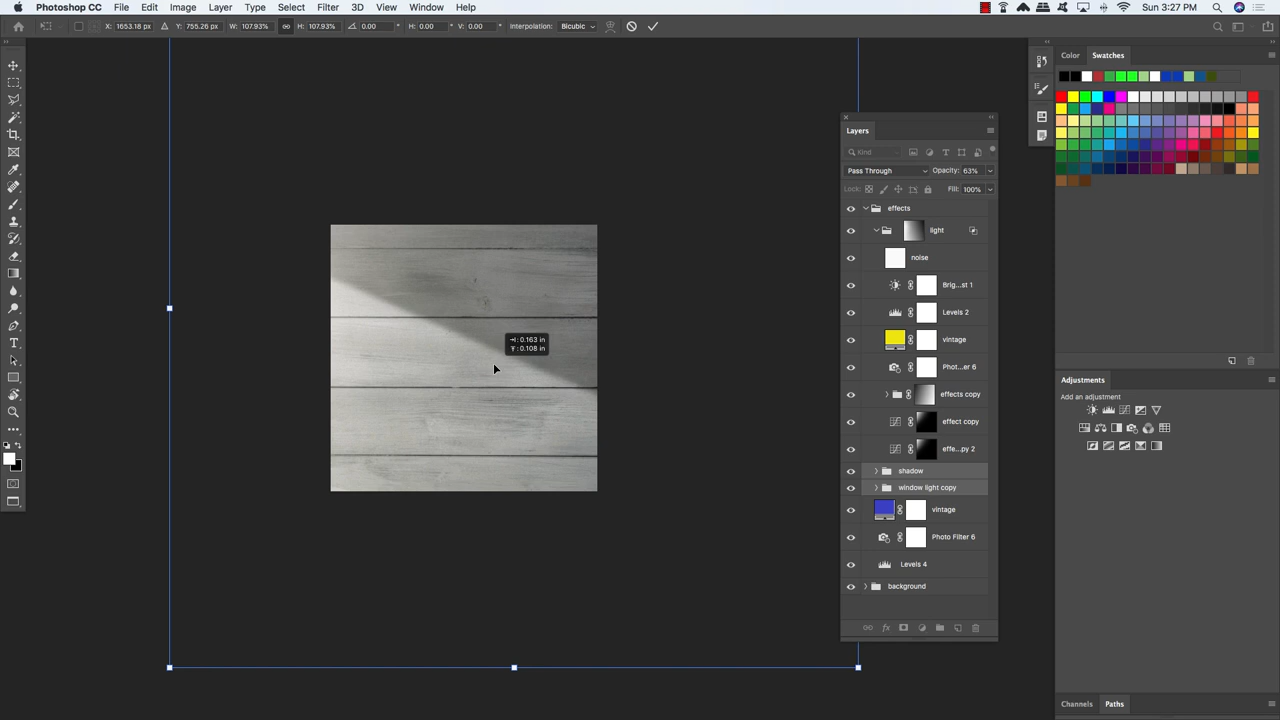 Photoshop CC File Edit Image Layer Type Select Filter 3D View Window Help Sun 3:27 PM
X: 1653.18 px Y: 755.26 px W: 107.93% H: 107.93% 0.00 H: 0.00 V: 0.00 Interpolation: Bicubic
Color Swatches
Layers
Kind
Pass Through Opacity: 63%
Lock: Fill: 100%
effects
light
noise
Brig...st 1
Levels 2
vintage
Phot...er 6
effects copy
effect copy
effe...py 2
shadow
window light copy
vintage
Photo Filter 6
Levels 4
background
: 0.163 in
: 0.108 in
Adjustments
Add an adjustment
Channels Paths